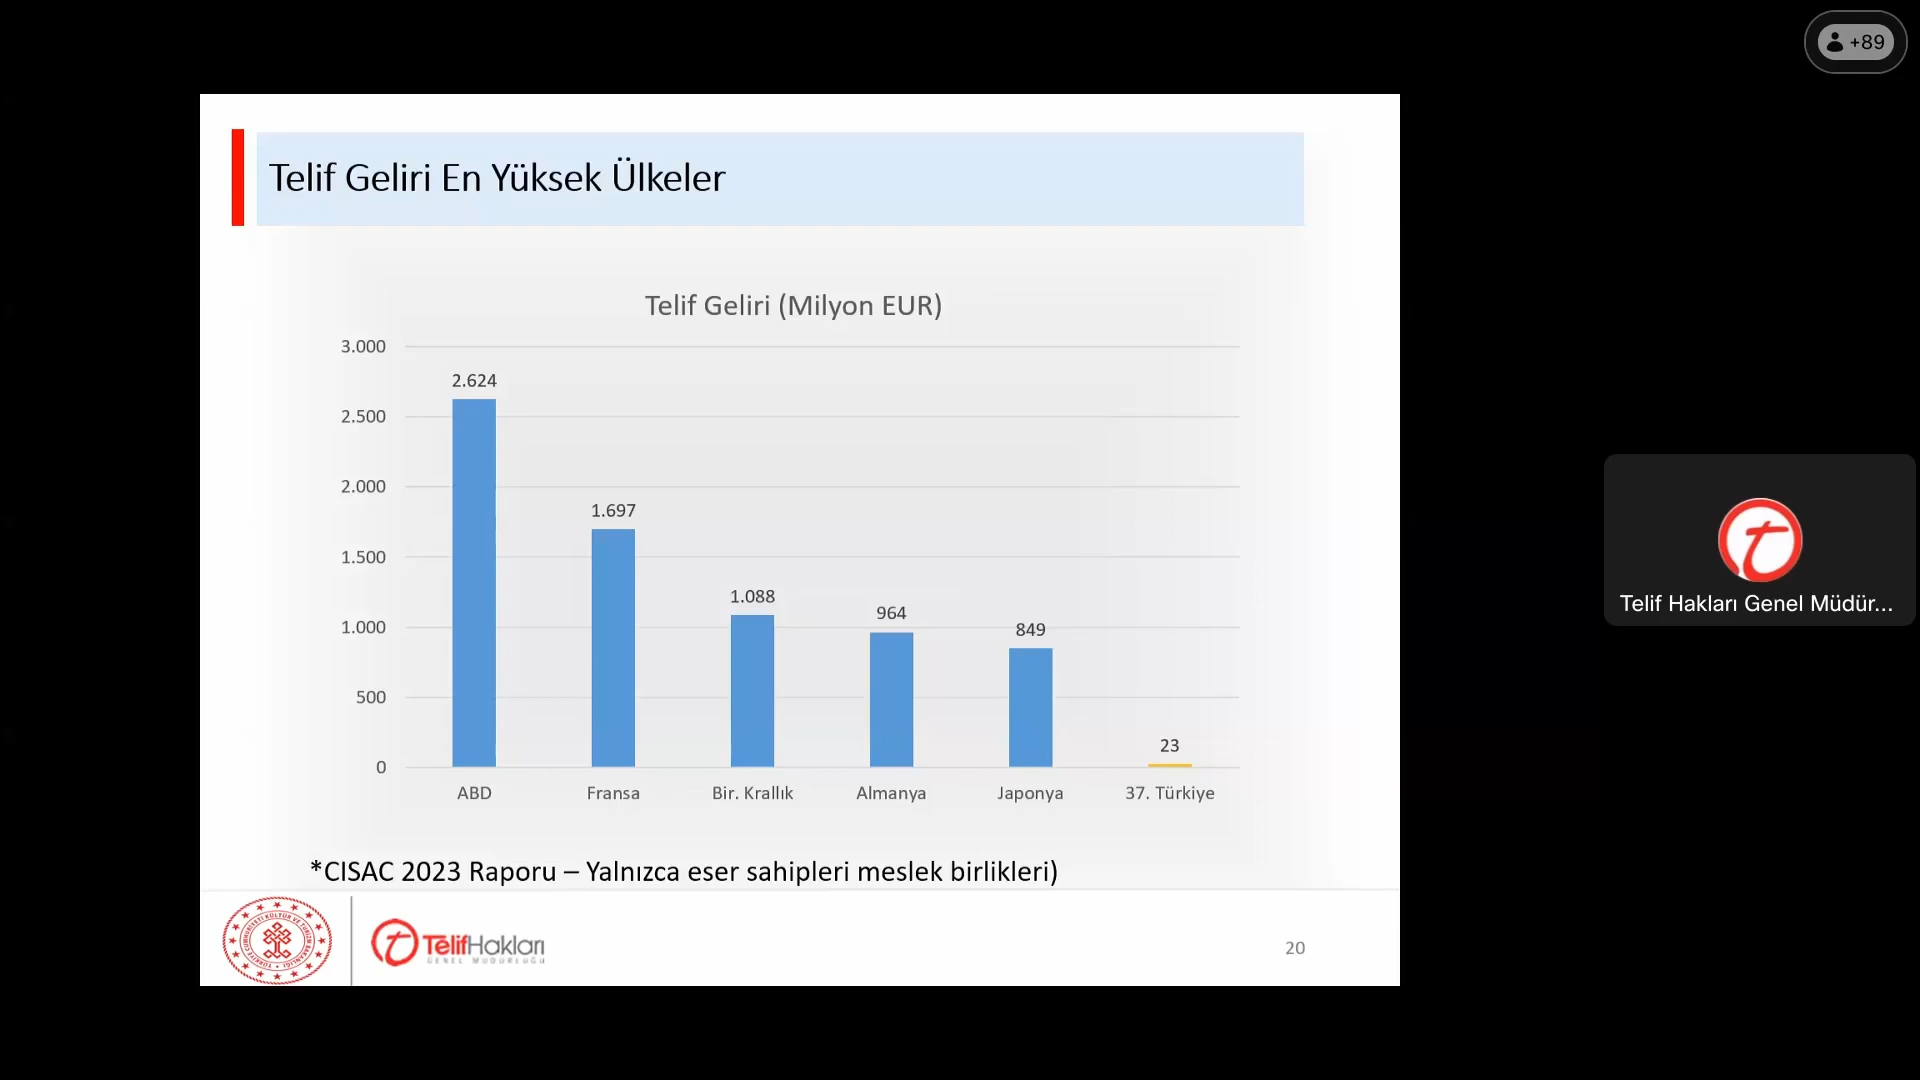 +89
Telif Geliri En Yüksek Ülkeler
Telif Geliri (Milyon EUR)
3.000
2.500
2.000
1.500
1.000
500
0
2.624
1.697
1.088
964
849
23
ABD
Fransa
Bir. Krallık
Almanya
Japonya
37. Türkiye
*CISAC 2023 Raporu – Yalnızca eser sahipleri meslek birlikleri)
TelifHakları
GENEL MÜDÜRLÜĞÜ
20
Telif Hakları Genel Müdür...